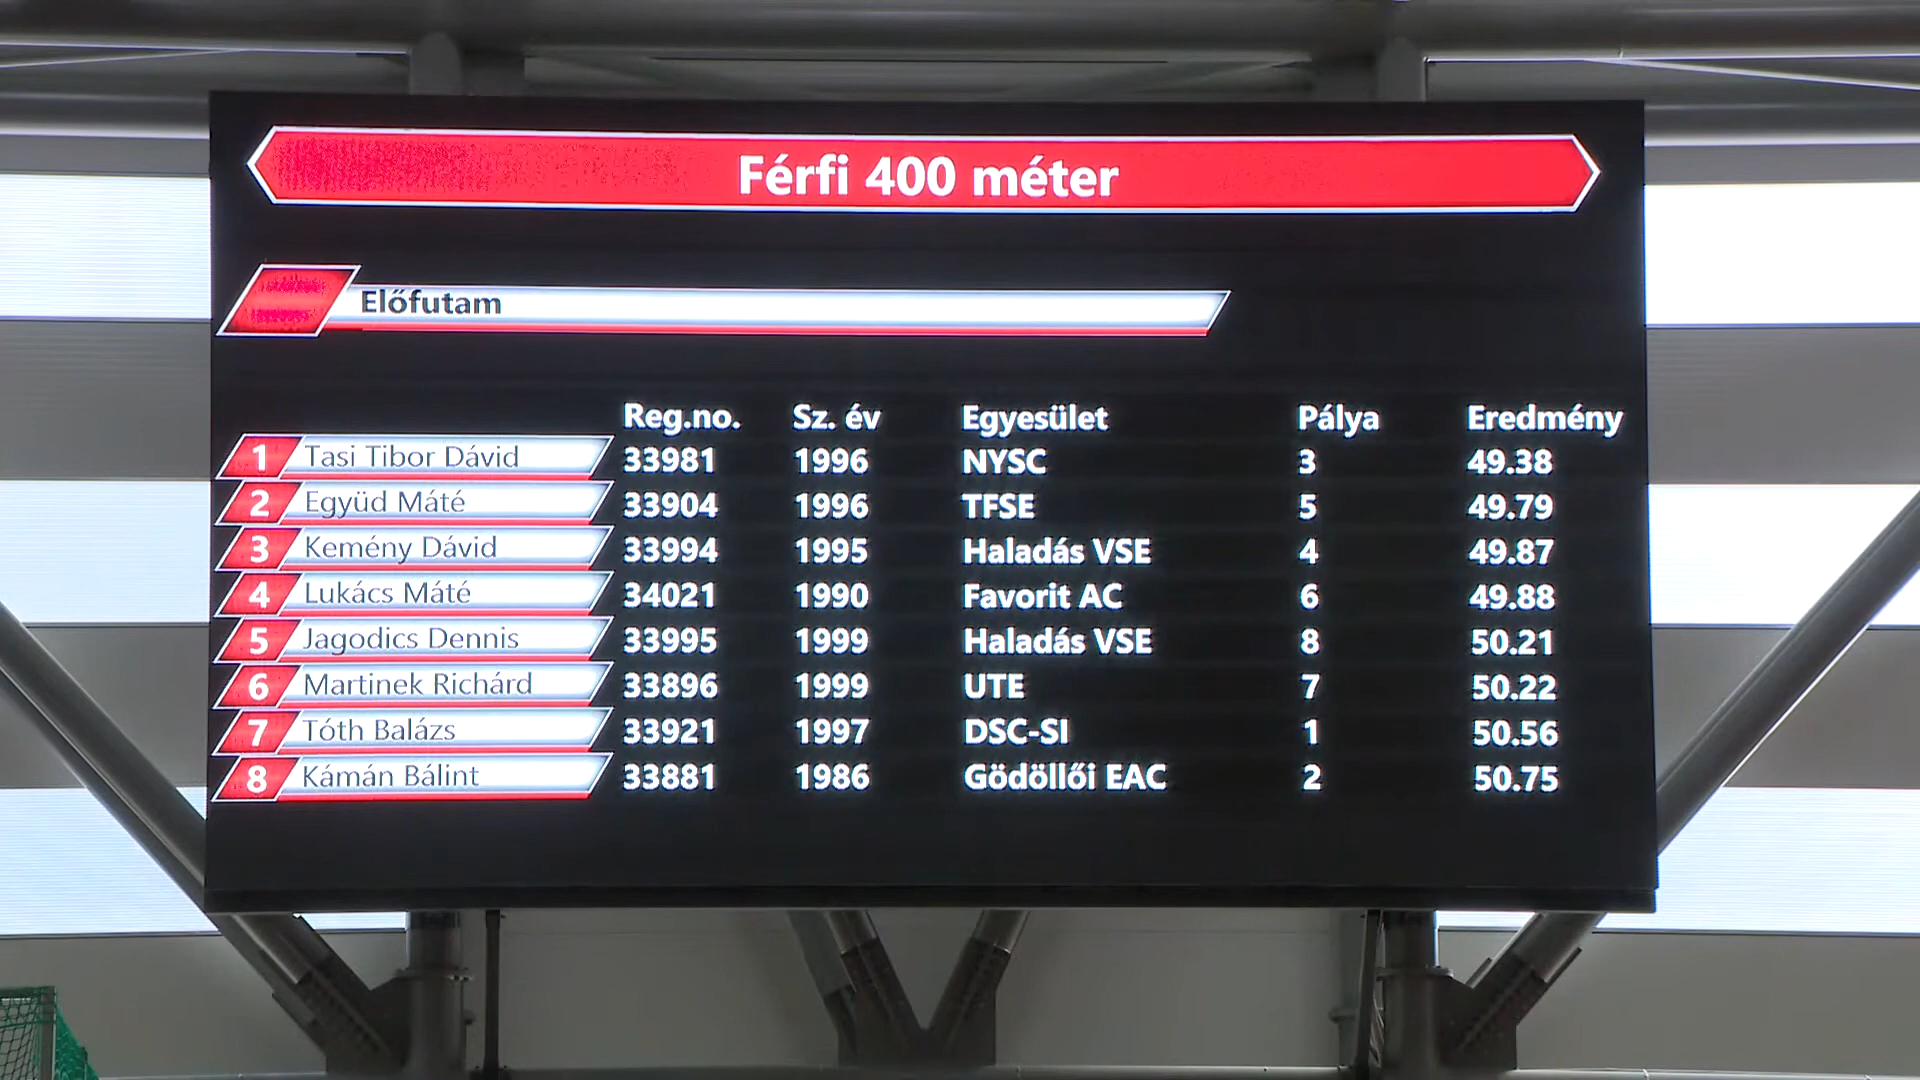 Férfi 400 méter
Előfutam
Reg.no. Sz. év Egyesület Pálya Eredmény
1 Tasi Tibor Dávid 33981 1996 NYSC 3 49.38
2 Együd Máté 33904 1996 TFSE 5 49.79
3 Kemény Dávid 33994 1995 Haladás VSE 4 49.87
4 Lukács Máté 34021 1990 Favorit AC 6 49.88
5 Jagodics Dennis 33995 1999 Haladás VSE 8 50.21
6 Martinek Richárd 33896 1999 UTE 7 50.22
7 Tóth Balázs 33921 1997 DSC-SI 1 50.56
8 Kámán Bálint 33881 1986 Gödöllői EAC 2 50.75